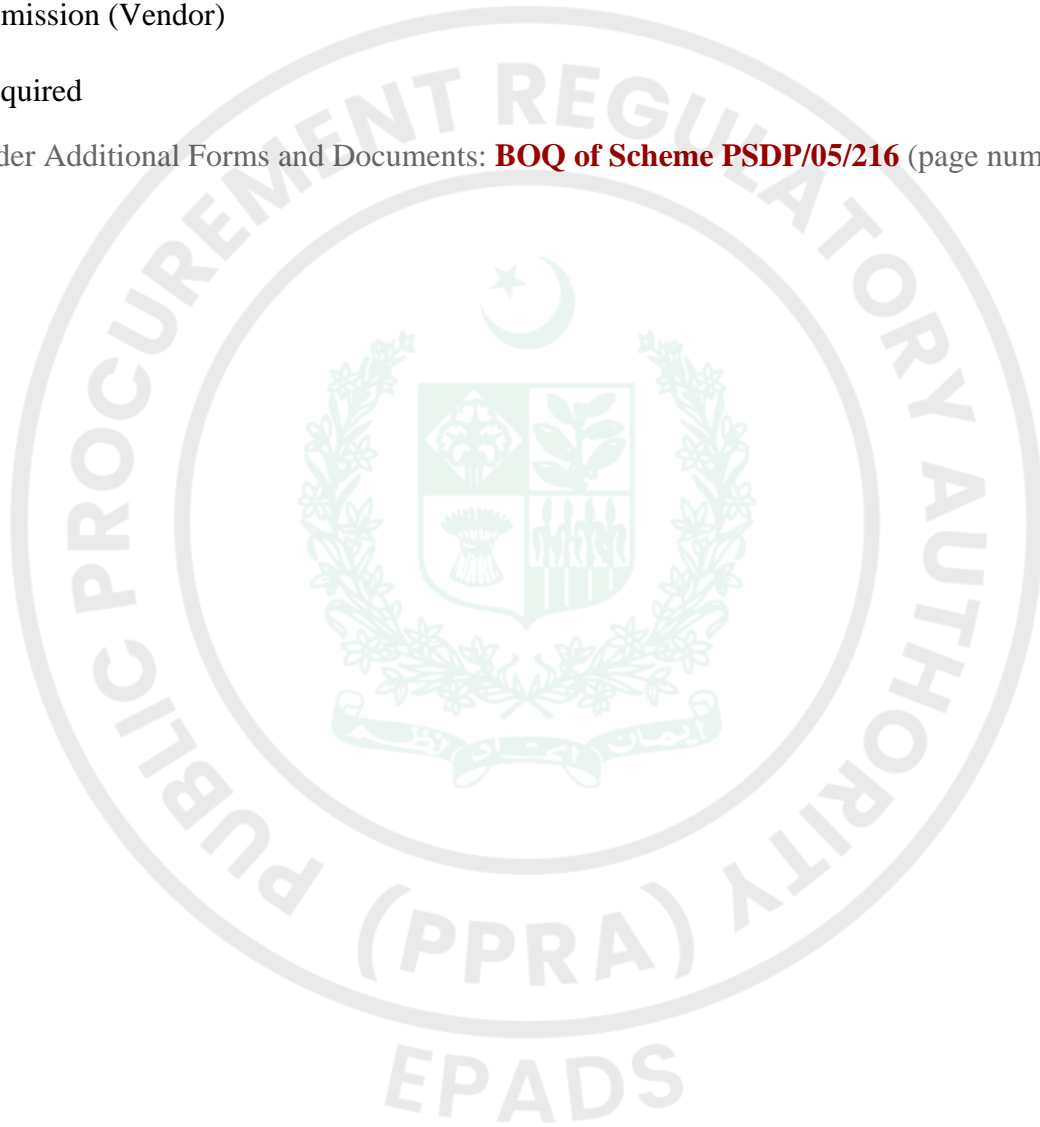 mission (Vendor)
quired
der Additional Forms and Documents: BOQ of Scheme PSDP/05/216 (page num
PUBLIC PROCUREMENT REGULATORY AUTHORITY
(PPRA)
EPADS